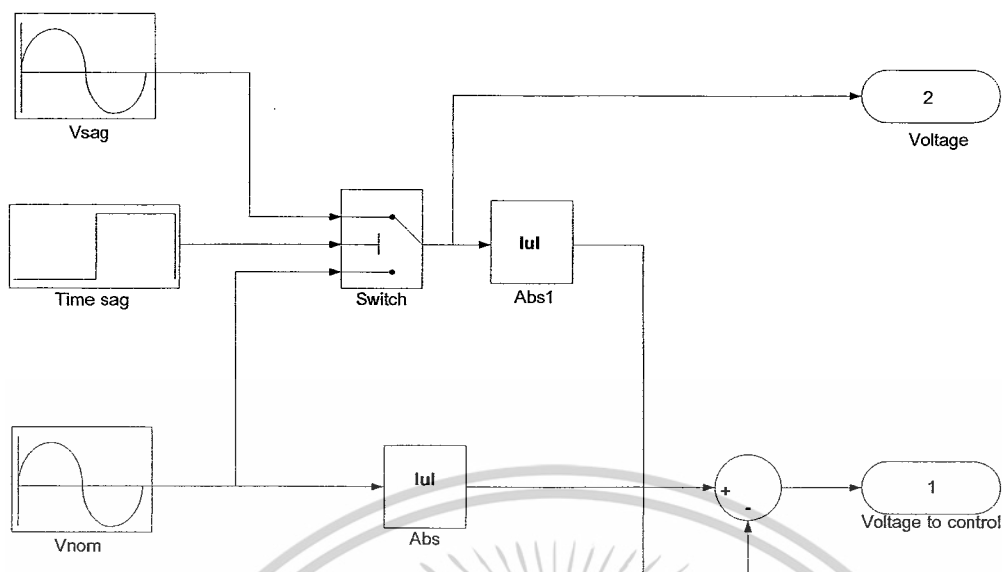 Vsag
2
Voltage
Time sag
Switch
|u|
Abs1
Vnom
|u|
Abs
+
-
1
Voltage to control